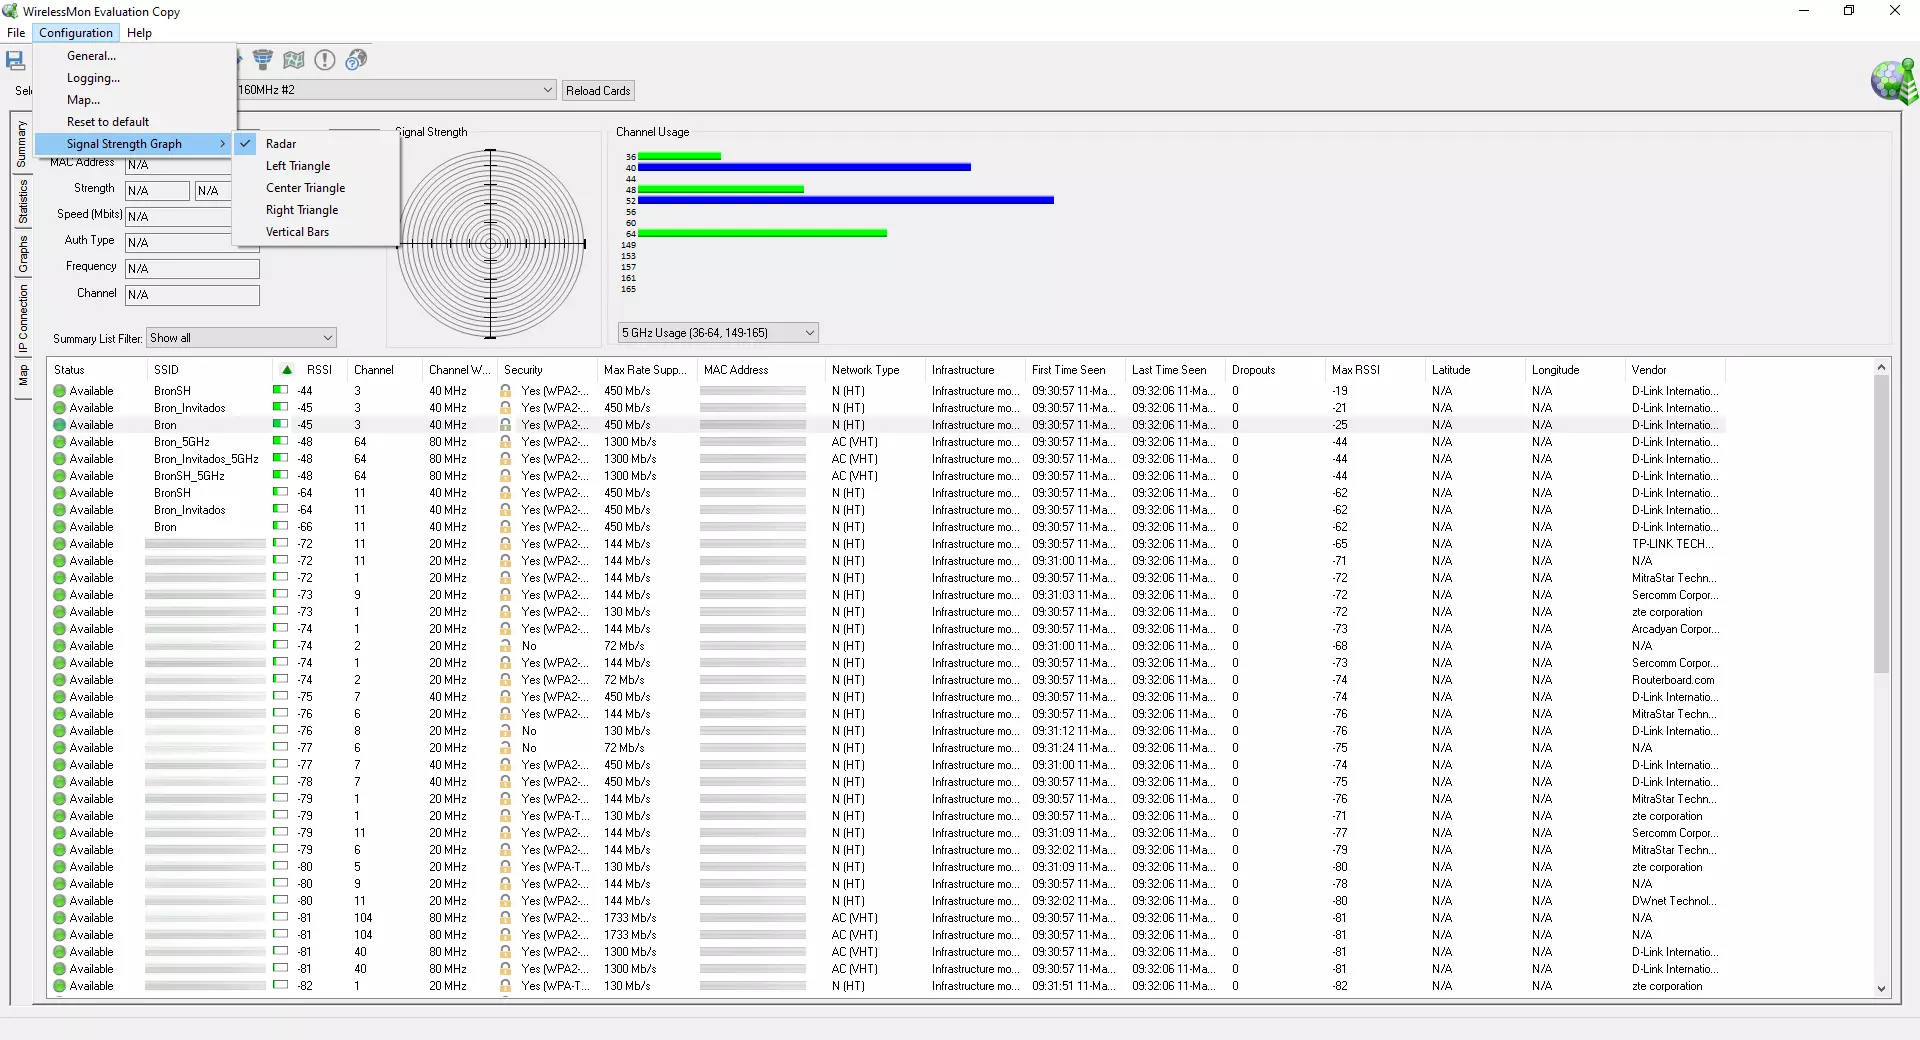 WirelessMon Evaluation Copy
File Configuration Help
General...
Logging...
Map...
Reset to default
Signal Strength Graph
Radar
Left Triangle
Center Triangle
Right Triangle
Vertical Bars
160MHz #2 Reload Cards
Summary
Statistics
Graphs
IP Connection
Map
MAC Address N/A
Strength N/A N/A
Speed (Mbits) N/A
Auth Type N/A
Frequency N/A
Channel N/A
Summary List Filter: Show all
Signal Strength
Channel Usage
36
40
44
48
52
56
60
64
149
153
157
161
165
5 GHz Usage (36-64, 149-165)
Status SSID RSSI Channel Channel W... Security Max Rate Supp... MAC Address Network Type Infrastructure First Time Seen Last Time Seen Dropouts Max RSSI Latitude Longitude Vendor
Available BronSH -44 3 40 MHz Yes (WPA2-... 450 Mb/s N (HT) Infrastructure mo... 09:30:57 11-Ma... 09:32:06 11-Ma... 0 -19 N/A N/A D-Link Internatio...
Available Bron_Invitados -45 3 40 MHz Yes (WPA2-... 450 Mb/s N (HT) Infrastructure mo... 09:30:57 11-Ma... 09:32:06 11-Ma... 0 -21 N/A N/A D-Link Internatio...
Available Bron -45 3 40 MHz Yes (WPA2-... 450 Mb/s N (HT) Infrastructure mo... 09:30:57 11-Ma... 09:32:06 11-Ma... 0 -25 N/A N/A D-Link Internatio...
Available Bron_5GHz -48 64 80 MHz Yes (WPA2-... 1300 Mb/s AC (VHT) Infrastructure mo... 09:30:57 11-Ma... 09:32:06 11-Ma... 0 -44 N/A N/A D-Link Internatio...
Available Bron_Invitados_5GHz -48 64 80 MHz Yes (WPA2-... 1300 Mb/s AC (VHT) Infrastructure mo... 09:30:57 11-Ma... 09:32:06 11-Ma... 0 -44 N/A N/A D-Link Internatio...
Available BronSH_5GHz -48 64 80 MHz Yes (WPA2-... 1300 Mb/s AC (VHT) Infrastructure mo... 09:30:57 11-Ma... 09:32:06 11-Ma... 0 -44 N/A N/A D-Link Internatio...
Available BronSH -64 11 40 MHz Yes (WPA2-... 450 Mb/s N (HT) Infrastructure mo... 09:30:57 11-Ma... 09:32:06 11-Ma... 0 -62 N/A N/A D-Link Internatio...
Available Bron_Invitados -64 11 40 MHz Yes (WPA2-... 450 Mb/s N (HT) Infrastructure mo... 09:30:57 11-Ma... 09:32:06 11-Ma... 0 -62 N/A N/A D-Link Internatio...
Available Bron -66 11 40 MHz Yes (WPA2-... 450 Mb/s N (HT) Infrastructure mo... 09:30:57 11-Ma... 09:32:06 11-Ma... 0 -62 N/A N/A D-Link Internatio...
Available -72 11 20 MHz Yes (WPA2-... 144 Mb/s N (HT) Infrastructure mo... 09:30:57 11-Ma... 09:32:06 11-Ma... 0 -65 N/A N/A TP-LINK TECH...
Available -72 11 20 MHz Yes (WPA2-... 144 Mb/s N (HT) Infrastructure mo... 09:31:00 11-Ma... 09:32:06 11-Ma... 0 -71 N/A N/A N/A
Available -72 1 20 MHz Yes (WPA2-... 144 Mb/s N (HT) Infrastructure mo... 09:30:57 11-Ma... 09:32:06 11-Ma... 0 -72 N/A N/A MitraStar Techn...
Available -73 9 20 MHz Yes (WPA2-... 144 Mb/s N (HT) Infrastructure mo... 09:31:03 11-Ma... 09:32:06 11-Ma... 0 -72 N/A N/A Sercomm Corpor...
Available -73 1 20 MHz Yes (WPA2-... 130 Mb/s N (HT) Infrastructure mo... 09:30:57 11-Ma... 09:32:06 11-Ma... 0 -72 N/A N/A zte corporation
Available -74 1 20 MHz Yes (WPA2-... 144 Mb/s N (HT) Infrastructure mo... 09:30:57 11-Ma... 09:32:06 11-Ma... 0 -73 N/A N/A Arcadyan Corpor...
Available -74 2 20 MHz No 72 Mb/s N (HT) Infrastructure mo... 09:31:00 11-Ma... 09:32:06 11-Ma... 0 -68 N/A N/A N/A
Available -74 1 20 MHz Yes (WPA2-... 144 Mb/s N (HT) Infrastructure mo... 09:30:57 11-Ma... 09:32:06 11-Ma... 0 -73 N/A N/A Sercomm Corpor...
Available -74 2 20 MHz Yes (WPA2-... 72 Mb/s N (HT) Infrastructure mo... 09:30:57 11-Ma... 09:32:06 11-Ma... 0 -74 N/A N/A Routerboard.com
Available -75 7 40 MHz Yes (WPA2-... 450 Mb/s N (HT) Infrastructure mo... 09:30:57 11-Ma... 09:32:06 11-Ma... 0 -74 N/A N/A D-Link Internatio...
Available -76 6 20 MHz Yes (WPA2-... 144 Mb/s N (HT) Infrastructure mo... 09:30:57 11-Ma... 09:32:06 11-Ma... 0 -76 N/A N/A MitraStar Techn...
Available -76 8 20 MHz No 130 Mb/s N (HT) Infrastructure mo... 09:31:12 11-Ma... 09:32:06 11-Ma... 0 -76 N/A N/A D-Link Internatio...
Available -77 6 20 MHz No 72 Mb/s N (HT) Infrastructure mo... 09:31:24 11-Ma... 09:32:06 11-Ma... 0 -75 N/A N/A N/A
Available -77 7 40 MHz Yes (WPA2-... 450 Mb/s N (HT) Infrastructure mo... 09:31:00 11-Ma... 09:32:06 11-Ma... 0 -74 N/A N/A D-Link Internatio...
Available -78 7 40 MHz Yes (WPA2-... 450 Mb/s N (HT) Infrastructure mo... 09:30:57 11-Ma... 09:32:06 11-Ma... 0 -75 N/A N/A D-Link Internatio...
Available -79 1 20 MHz Yes (WPA2-... 144 Mb/s N (HT) Infrastructure mo... 09:30:57 11-Ma... 09:32:06 11-Ma... 0 -76 N/A N/A MitraStar Techn...
Available -79 1 20 MHz Yes (WPA-T... 130 Mb/s N (HT) Infrastructure mo... 09:30:57 11-Ma... 09:32:06 11-Ma... 0 -71 N/A N/A zte corporation
Available -79 11 20 MHz Yes (WPA2-... 144 Mb/s N (HT) Infrastructure mo... 09:31:09 11-Ma... 09:32:06 11-Ma... 0 -77 N/A N/A Sercomm Corpor...
Available -79 6 20 MHz Yes (WPA2-... 144 Mb/s N (HT) Infrastructure mo... 09:32:02 11-Ma... 09:32:06 11-Ma... 0 -79 N/A N/A MitraStar Techn...
Available -80 5 20 MHz Yes (WPA-T... 130 Mb/s N (HT) Infrastructure mo... 09:31:09 11-Ma... 09:32:06 11-Ma... 0 -80 N/A N/A zte corporation
Available -80 9 20 MHz Yes (WPA2-... 144 Mb/s N (HT) Infrastructure mo... 09:30:57 11-Ma... 09:32:06 11-Ma... 0 -78 N/A N/A N/A
Available -80 11 20 MHz Yes (WPA2-... 144 Mb/s N (HT) Infrastructure mo... 09:32:02 11-Ma... 09:32:06 11-Ma... 0 -80 N/A N/A DWnet Technol...
Available -81 104 80 MHz Yes (WPA2-... 1733 Mb/s AC (VHT) Infrastructure mo... 09:30:57 11-Ma... 09:32:06 11-Ma... 0 -81 N/A N/A N/A
Available -81 104 80 MHz Yes (WPA2-... 1733 Mb/s AC (VHT) Infrastructure mo... 09:30:57 11-Ma... 09:32:06 11-Ma... 0 -81 N/A N/A N/A
Available -81 40 80 MHz Yes (WPA2-... 1300 Mb/s AC (VHT) Infrastructure mo... 09:30:57 11-Ma... 09:32:06 11-Ma... 0 -81 N/A N/A D-Link Internatio...
Available -81 40 80 MHz Yes (WPA2-... 1300 Mb/s AC (VHT) Infrastructure mo... 09:30:57 11-Ma... 09:32:06 11-Ma... 0 -81 N/A N/A D-Link Internatio...
Available -82 1 20 MHz Yes (WPA-T... 130 Mb/s N (HT) Infrastructure mo... 09:31:51 11-Ma... 09:32:06 11-Ma... 0 -82 N/A N/A zte corporation